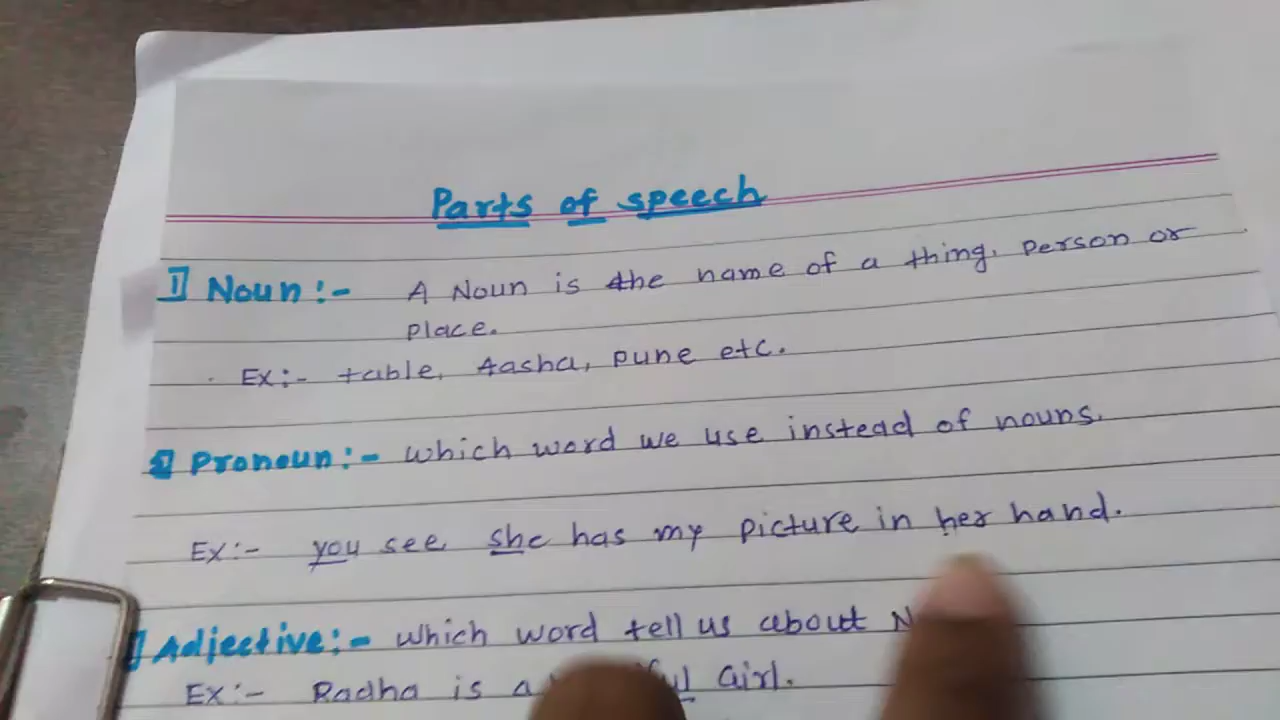 Parts of speech
1] Noun :- A Noun is the name of a thing, person or
place.
Ex:- table, Aasha, pune etc.
2] Pronoun :- which word we use instead of nouns.
Ex:- you see she has my picture in her hand.
] Adjective :- which word tell us about
Ex:- Radha is a girl.